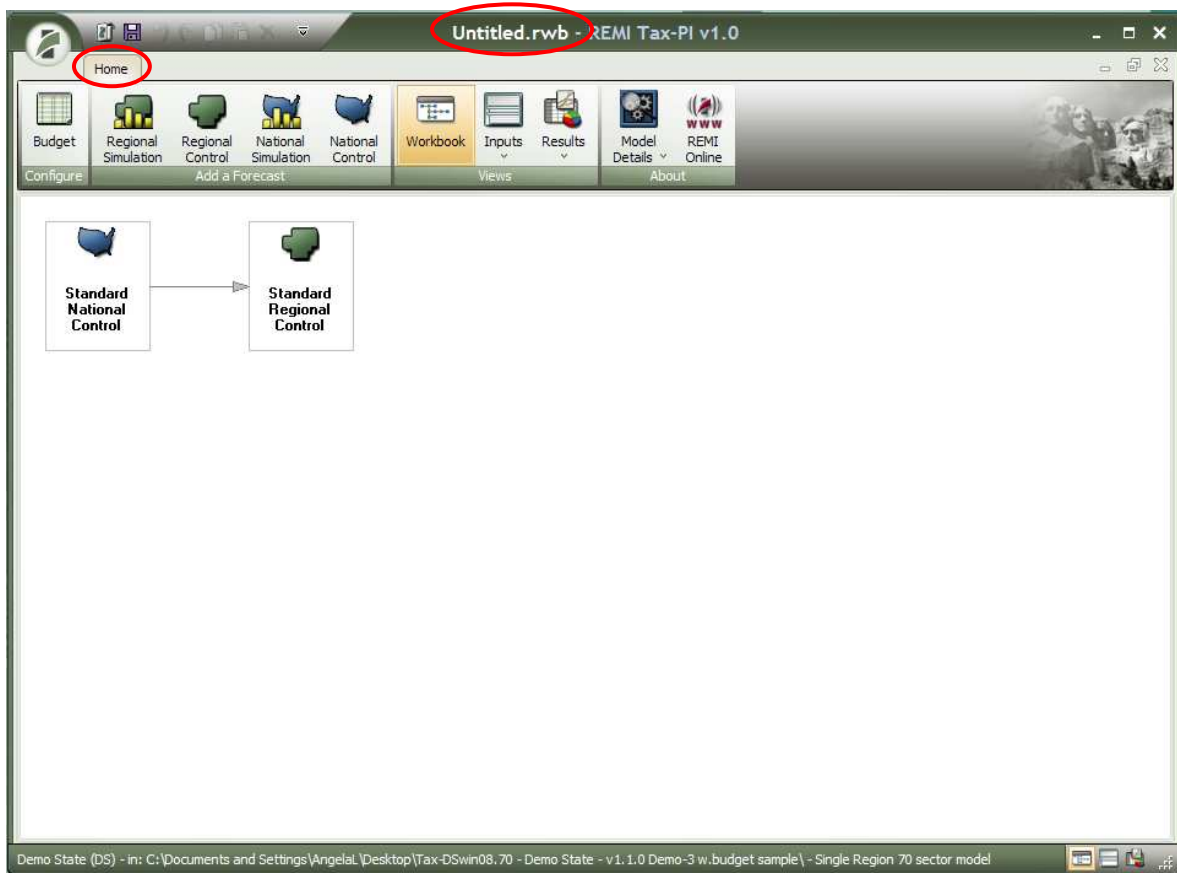 Untitled.rwb - REMI Tax-PI v1.0
Home
Budget
Regional Simulation
Regional Control
National Simulation
National Control
Workbook
Inputs
Results
Model Details
WWW
REMI Online
Configure
Add a Forecast
Views
About
Standard
National
Control
Standard
Regional
Control
Demo State (DS) - in: C:\Documents and Settings\AngelaL\Desktop\Tax-DSwin08.70 - Demo State - v1.1.0 Demo-3 w.budget sample\ - Single Region 70 sector model